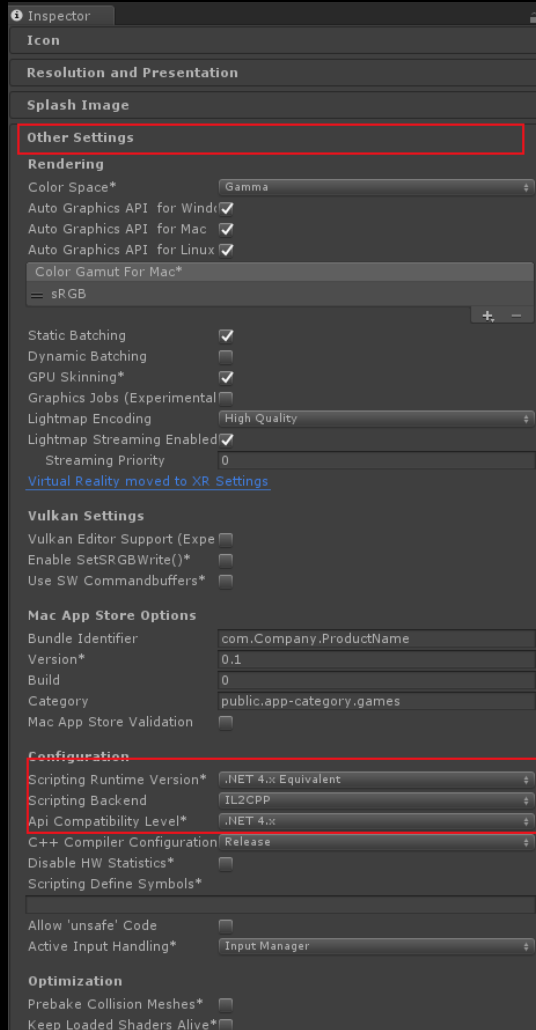 Inspector
Icon
Resolution and Presentation
Splash Image
Other Settings
Rendering
Color Space* Gamma
Auto Graphics API for Wind
Auto Graphics API for Mac
Auto Graphics API for Linux
Color Gamut For Mac*
sRGB
Static Batching
Dynamic Batching
GPU Skinning*
Graphics Jobs (Experimental
Lightmap Encoding High Quality
Lightmap Streaming Enabled
Streaming Priority 0
Virtual Reality moved to XR Settings
Vulkan Settings
Vulkan Editor Support (Expe
Enable SetSRGBWrite()*
Use SW Commandbuffers*
Mac App Store Options
Bundle Identifier com.Company.ProductName
Version* 0.1
Build 0
Category public.app-category.games
Mac App Store Validation
Configuration
Scripting Runtime Version* .NET 4.x Equivalent
Scripting Backend IL2CPP
Api Compatibility Level* .NET 4.x
C++ Compiler Configuration Release
Disable HW Statistics*
Scripting Define Symbols*
Allow 'unsafe' Code
Active Input Handling* Input Manager
Optimization
Prebake Collision Meshes*
Keep Loaded Shaders Alive*